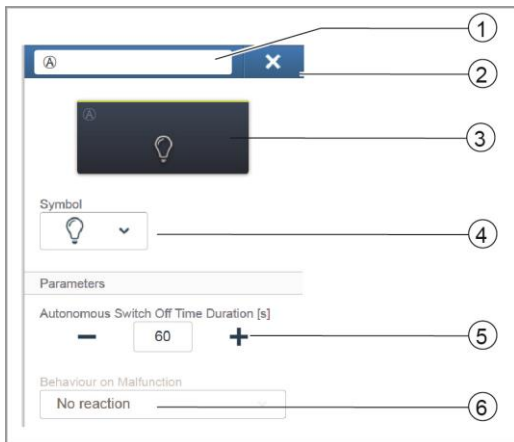 1
Ⓐ
2
Ⓐ
3
Symbol
4
Parameters
Autonomous Switch Off Time Duration [s]
60
5
Behaviour on Malfunction
No reaction
6